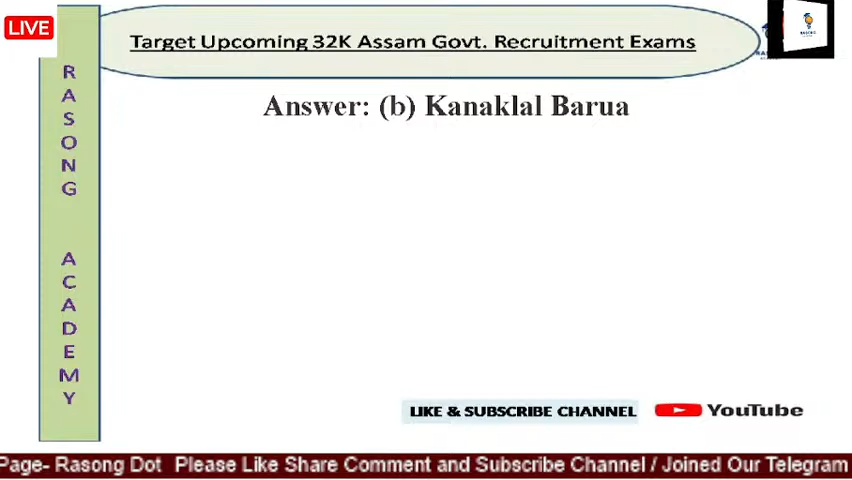 LIVE
Target Upcoming 32K Assam Govt. Recruitment Exams
RASONG
ACADEMY
Answer: (b) Kanaklal Barua
LIKE & SUBSCRIBE CHANNEL
YouTube
Page- Rasong Dot Please Like Share Comment and Subscribe Channel / Joined Our Telegram